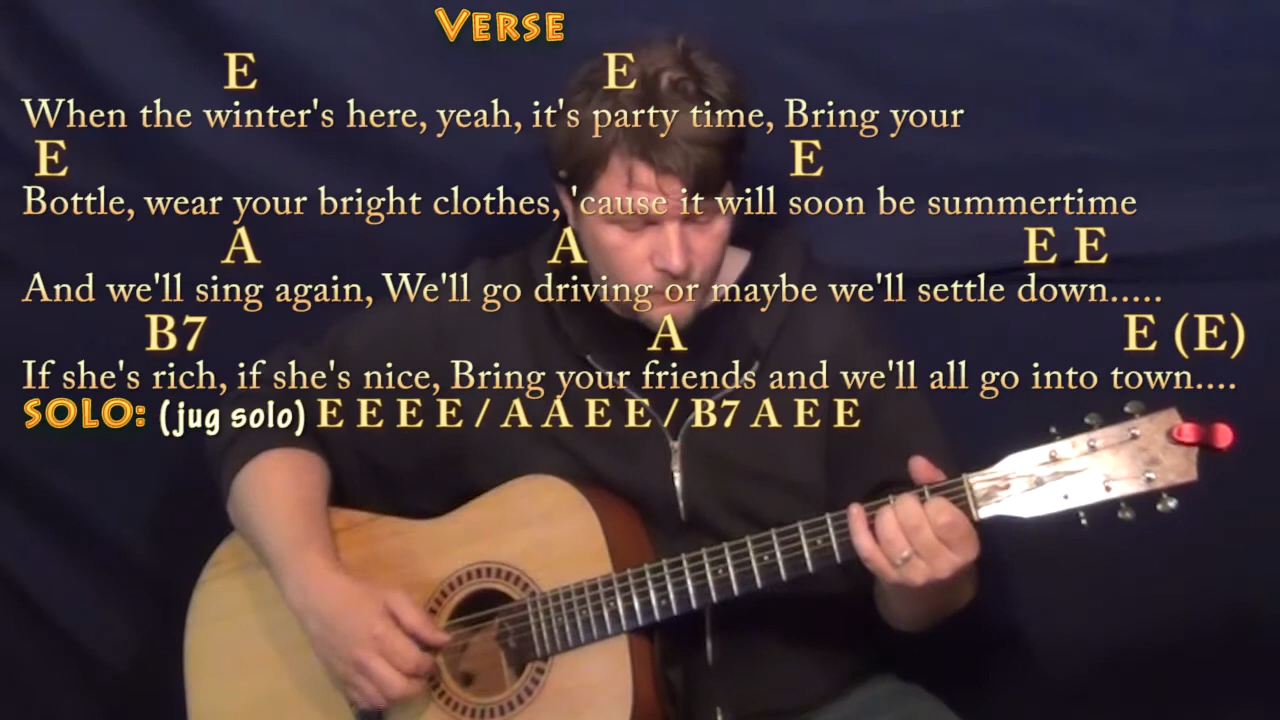 VERSE
E E
When the winter's here, yeah, it's party time, Bring your
E E
Bottle, wear your bright clothes, 'cause it will soon be summertime
A A E E
And we'll sing again, We'll go driving or maybe we'll settle down.....
B7 A E (E)
If she's rich, if she's nice, Bring your friends and we'll all go into town....
SOLO: (jug solo) E E E E / A A E E / B7 A E E